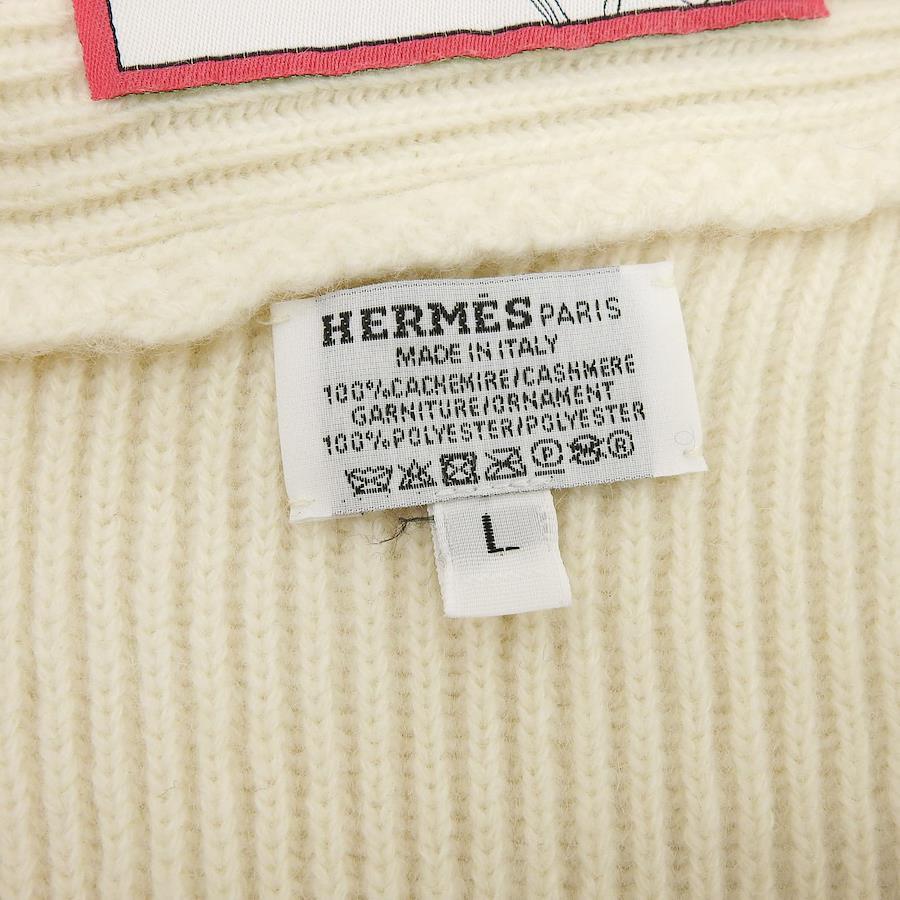 HERMÈS PARIS
MADE IN ITALY
100%CACHEMIRE/CASHMERE
GARNITURE/ORNAMENT
100%POLYESTER/POLYESTER
P R
L